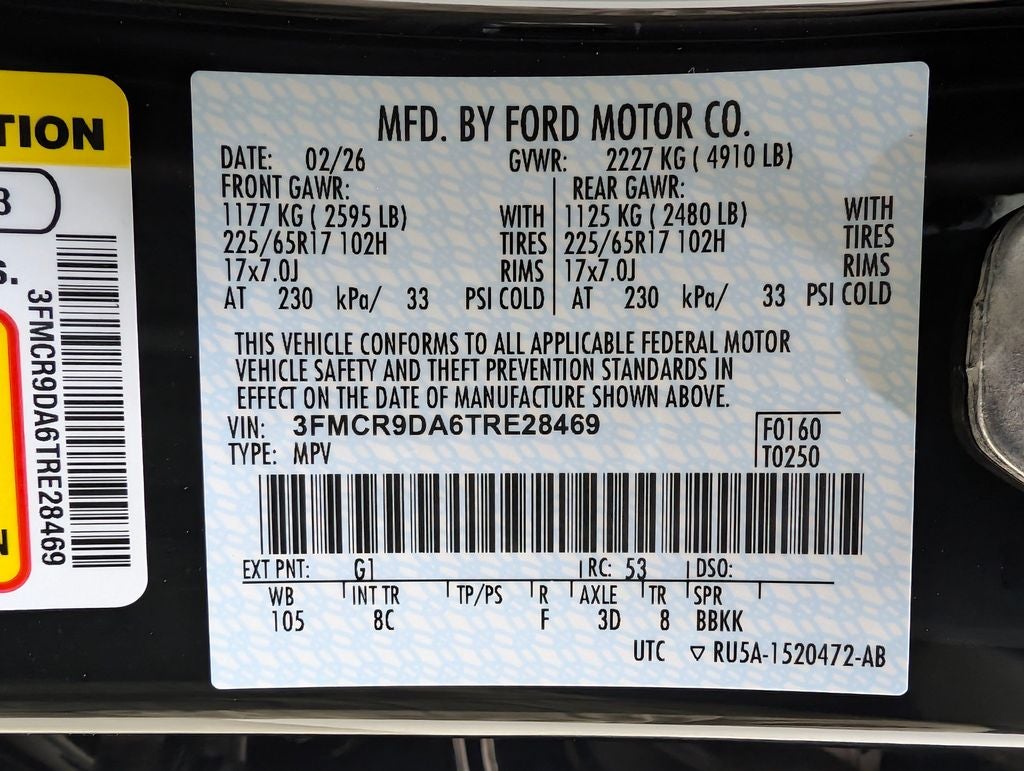 TION
3
s.
3FMCR9DA6TRE28469
N
MFD. BY FORD MOTOR CO.
DATE: 02/26 GVWR: 2227 KG ( 4910 LB)
FRONT GAWR: REAR GAWR:
1177 KG ( 2595 LB) WITH 1125 KG ( 2480 LB) WITH
225/65R17 102H TIRES 225/65R17 102H TIRES
17x7.0J RIMS 17x7.0J RIMS
AT 230 kPa/ 33 PSI COLD AT 230 kPa/ 33 PSI COLD
THIS VEHICLE CONFORMS TO ALL APPLICABLE FEDERAL MOTOR
VEHICLE SAFETY AND THEFT PREVENTION STANDARDS IN
EFFECT ON THE DATE OF MANUFACTURE SHOWN ABOVE.
VIN: 3FMCR9DA6TRE28469 F0160
TYPE: MPV T0250
EXT PNT: G1 RC: 53 DSO:
WB INT TR TP/PS R AXLE TR SPR
105 8C F 3D 8 BBKK
UTC ▽ RU5A-1520472-AB